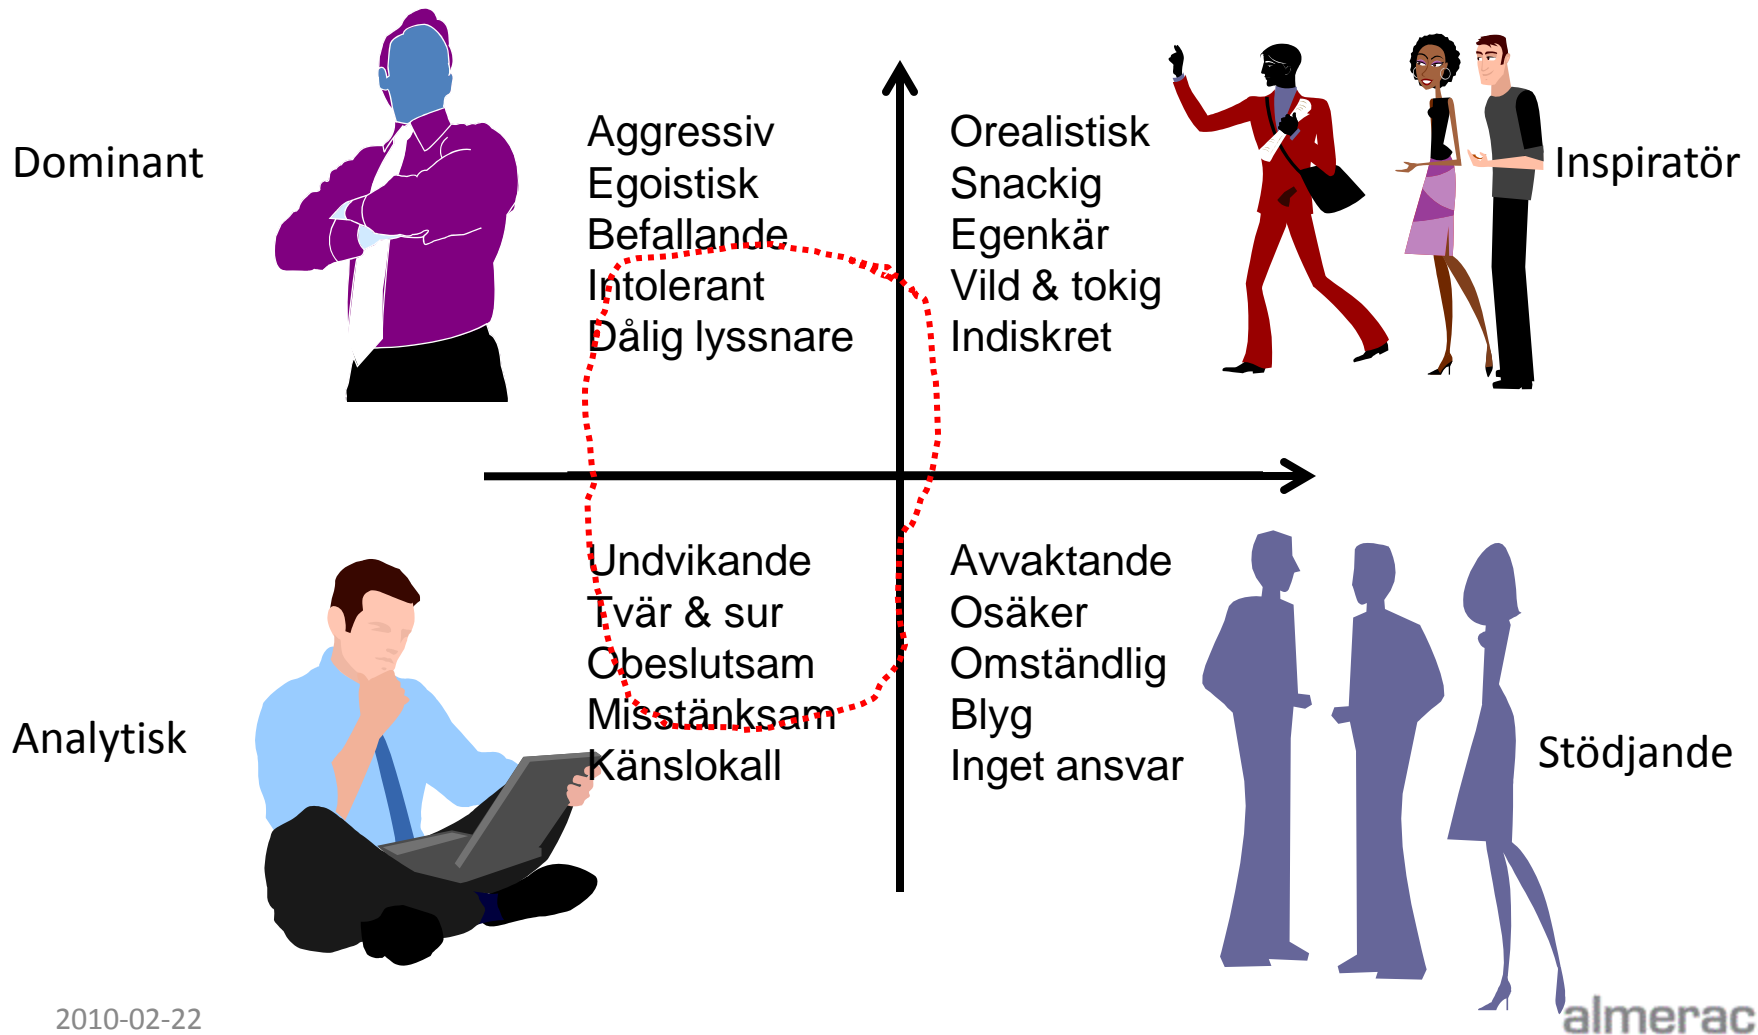 Dominant
Aggressiv
Egoistisk
Befallande
Intolerant
Dålig lyssnare
Orealistisk
Snackig
Egenkär
Vild & tokig
Indiskret
Inspiratör
Analytisk
Undvikande
Tvär & sur
Obeslutsam
Misstänksam
Känslokall
Avvaktande
Osäker
Omständlig
Blyg
Inget ansvar
Stödjande
2010-02-22
almerac